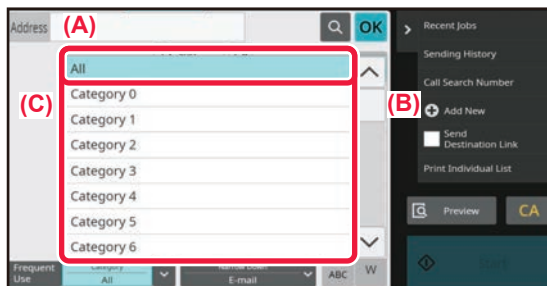 Address (A) OK
Recent Jobs
Sending History
Call Search Number
(B)
Add New
Send
Destination Link
Print Individual List
Preview CA
(C)
All
Category 0
Category 1
Category 2
Category 3
Category 4
Category 5
Category 6
Frequent
Use
Category
All
Narrow Down
E-mail
ABC W
Start